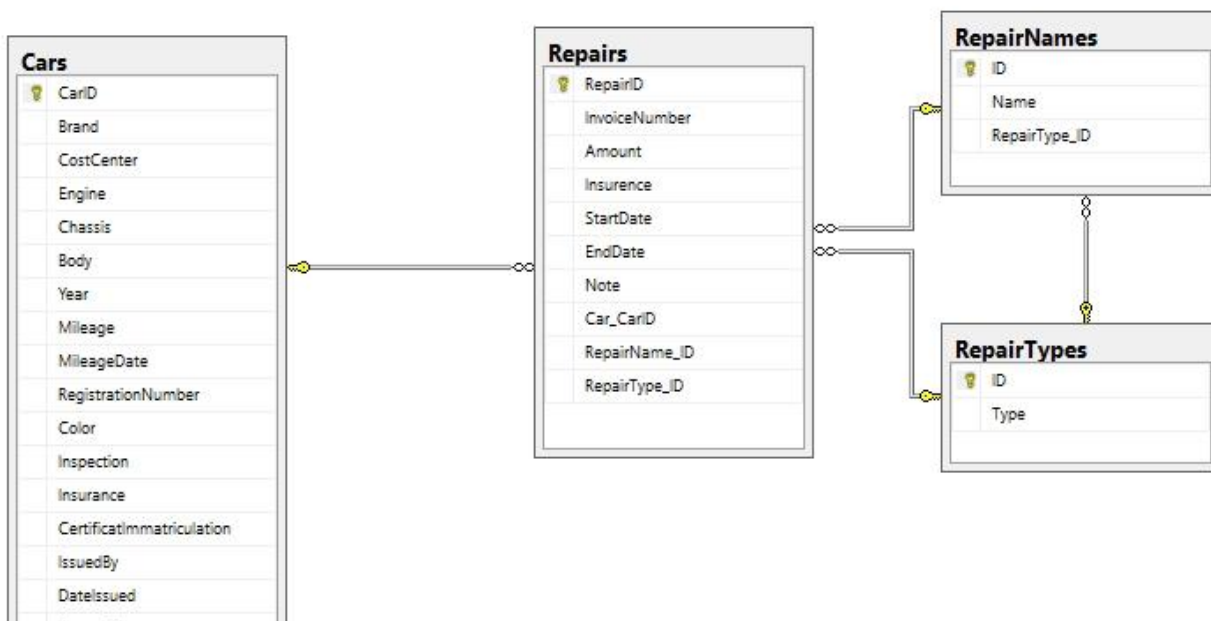 Cars
CarID
Brand
CostCenter
Engine
Chassis
Body
Year
Mileage
MileageDate
RegistrationNumber
Color
Inspection
Insurance
CertificatImmatriculation
IssuedBy
DateIssued
Repairs
RepairID
InvoiceNumber
Amount
Insurence
StartDate
EndDate
Note
Car_CarID
RepairName_ID
RepairType_ID
RepairNames
ID
Name
RepairType_ID
RepairTypes
ID
Type